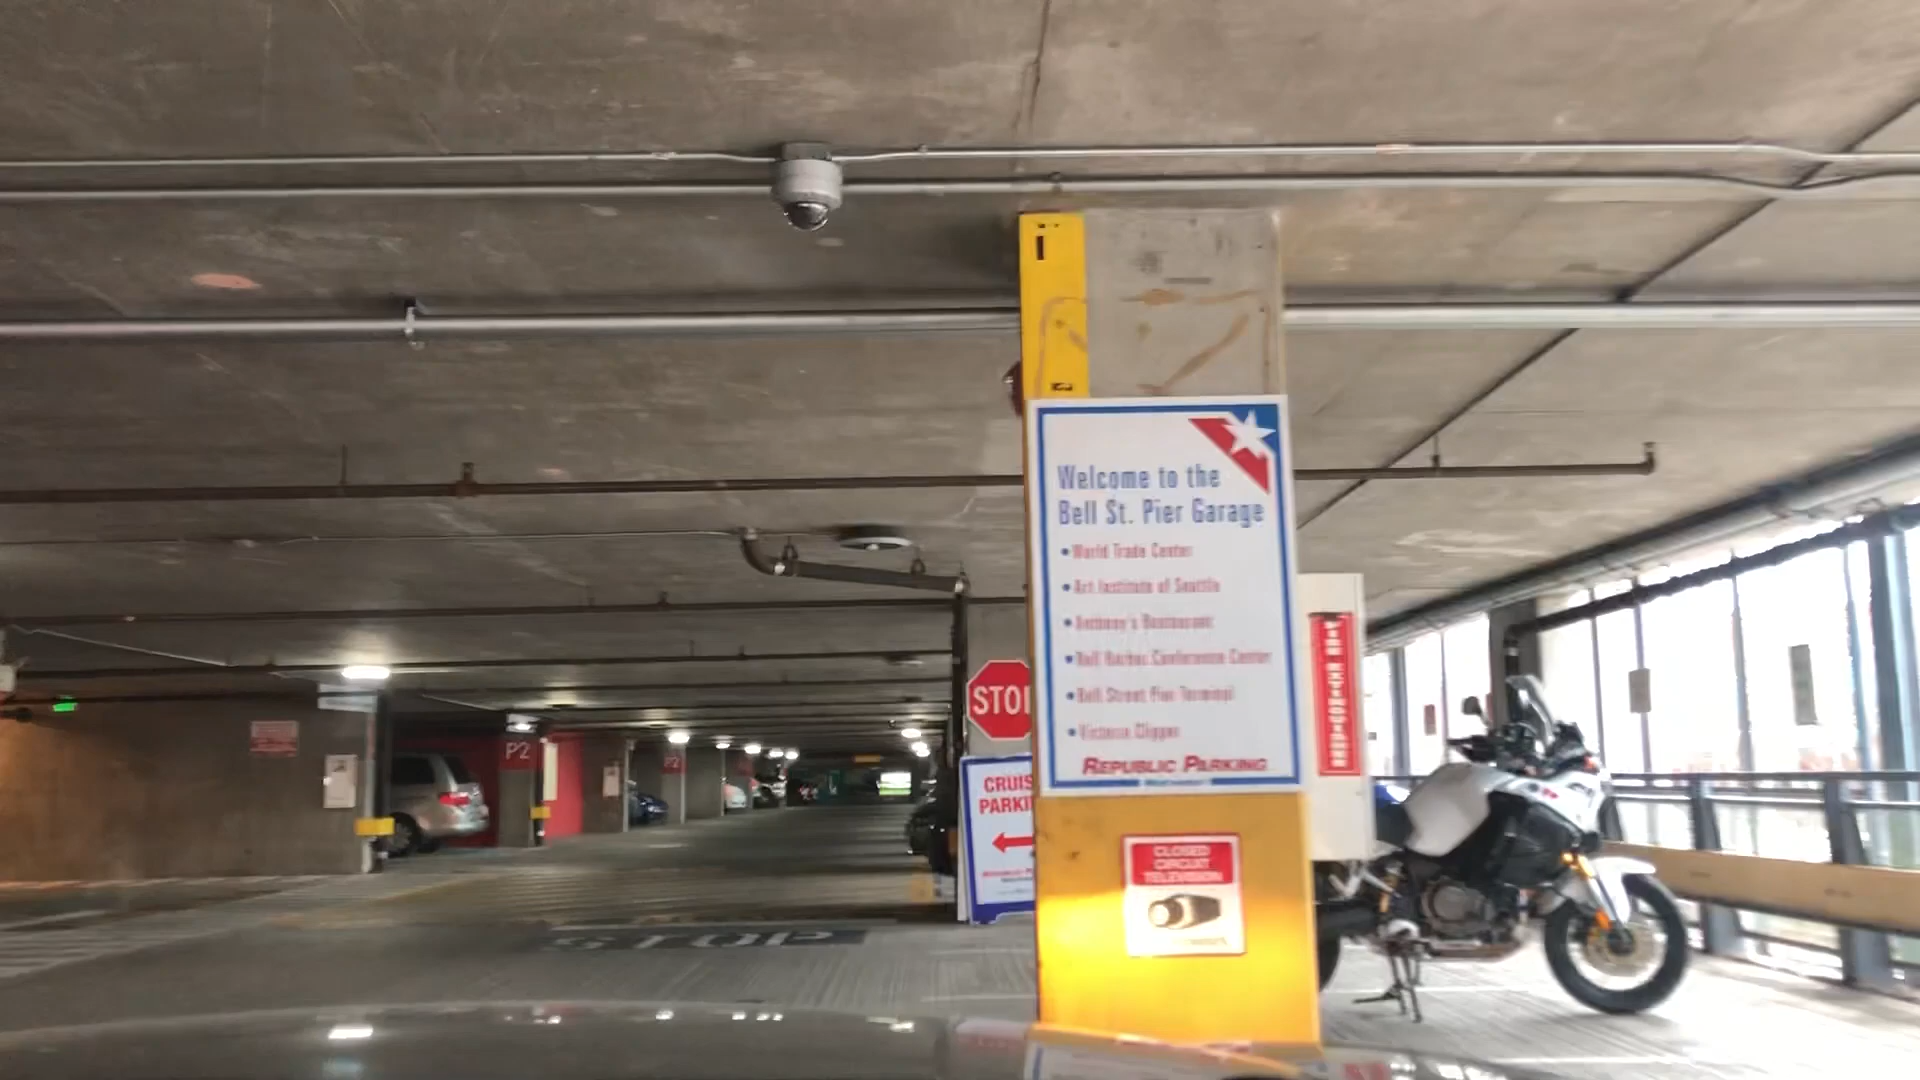 Welcome to the
Bell St. Pier Garage
• World Trade Center
• Art Institute of Seattle
• Anthony's Restaurant
• Bell Harbor Conference Center
• Bell Street Pier Terminal
• Victoria Clipper
REPUBLIC PARKING
STO
CRUIS
PARKI
FIRE EXTINGUISHER
P2
P2
CLOSED
CIRCUIT
TELEVISION
STOP